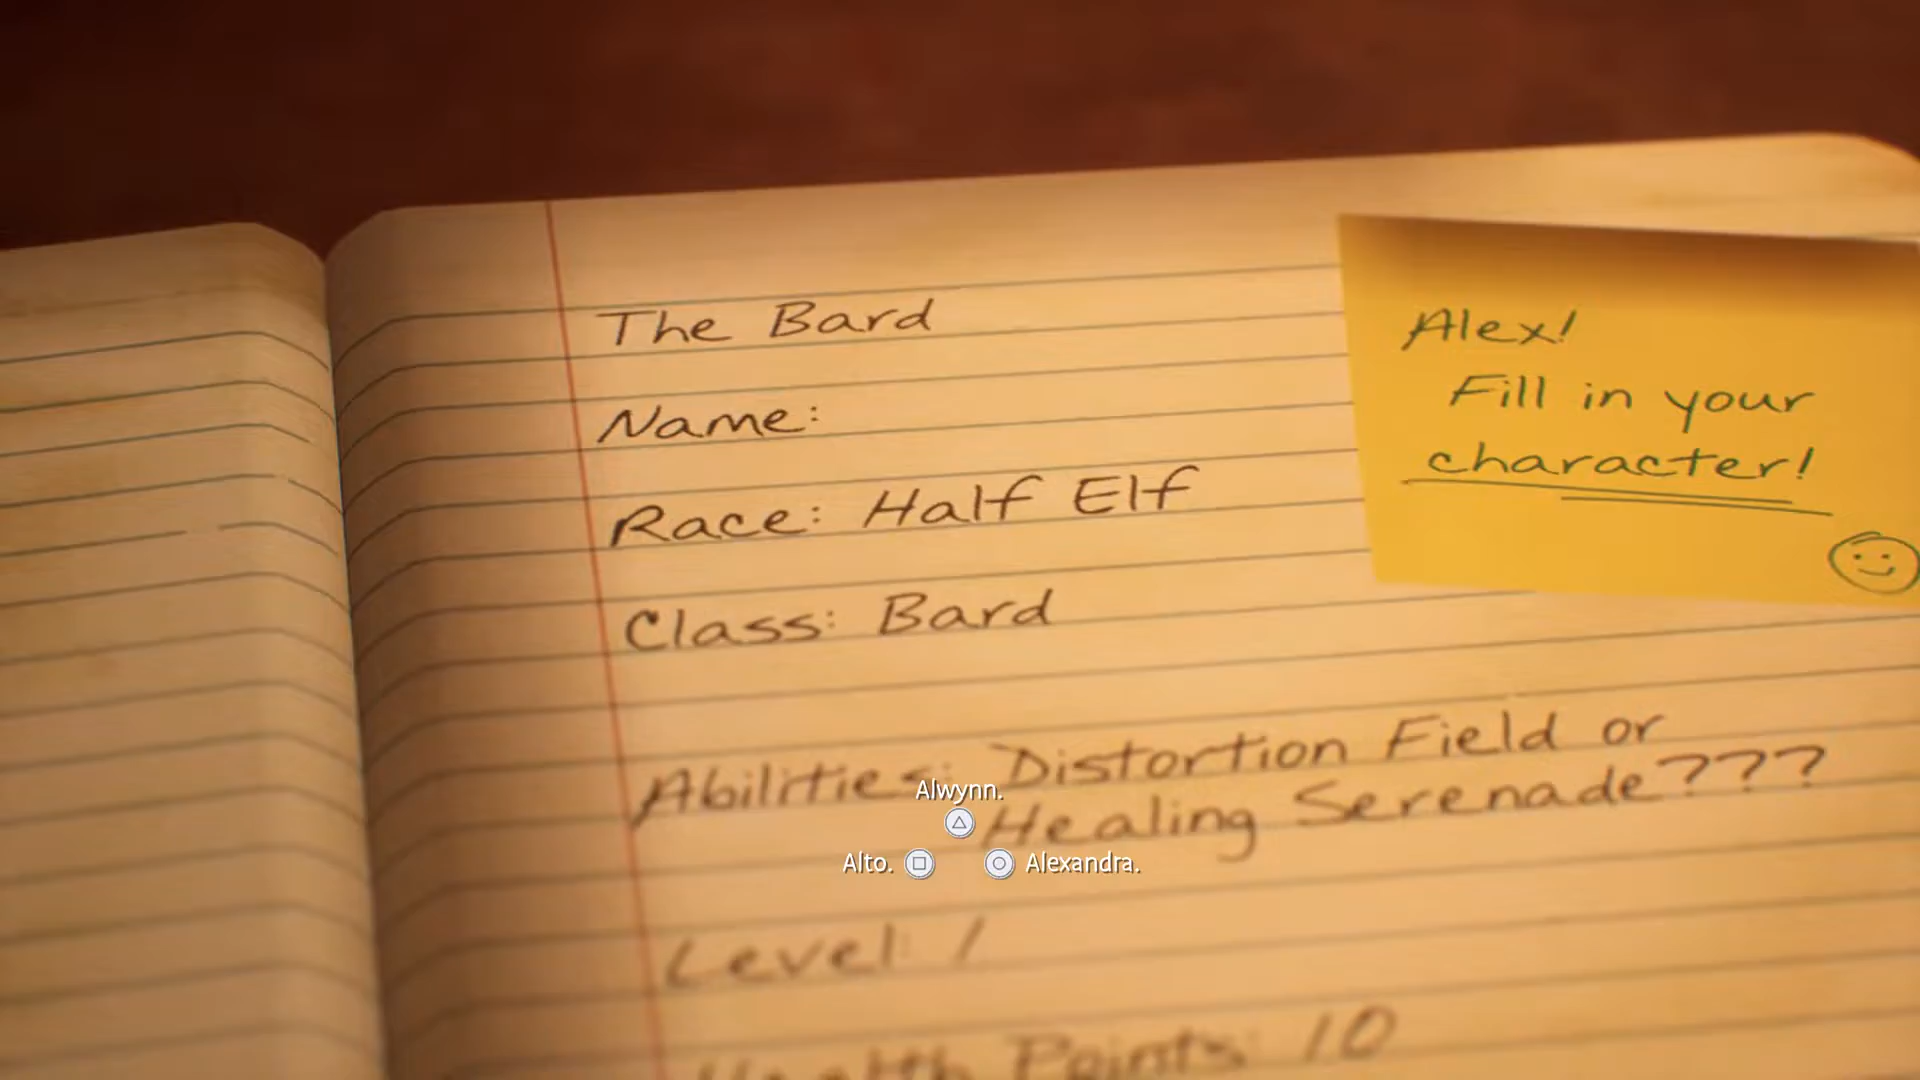 The Bard
Name:
Race: Half Elf
Class: Bard
Abilities: Distortion Field or
Healing Serenade???
Level: 1
Health Points: 10
Alex!
Fill in your
character!
Alwynn.
Alto.
Alexandra.